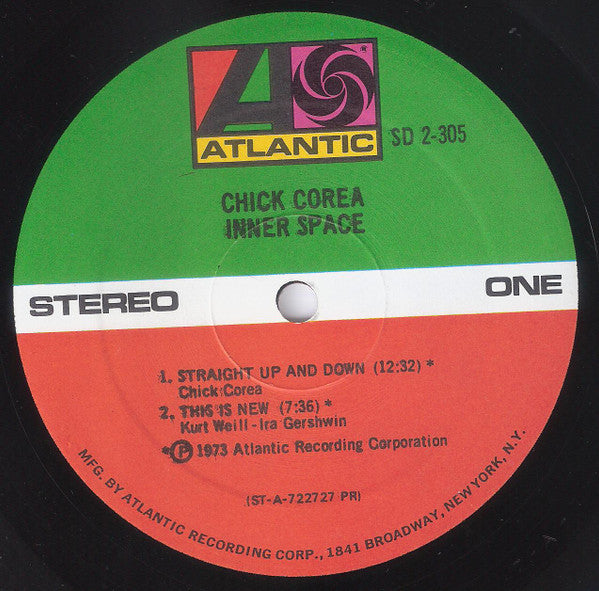 ®
ATLANTIC
SD 2-305
CHICK COREA
INNER SPACE
STEREO
ONE
1. STRAIGHT UP AND DOWN (12:32) *
Chick Corea
2. THIS IS NEW (7:36) *
Kurt Weill - Ira Gershwin
* Ⓟ 1973 Atlantic Recording Corporation
(ST-A-722727 PR)
MFG. BY ATLANTIC RECORDING CORP., 1841 BROADWAY, NEW YORK, N.Y.